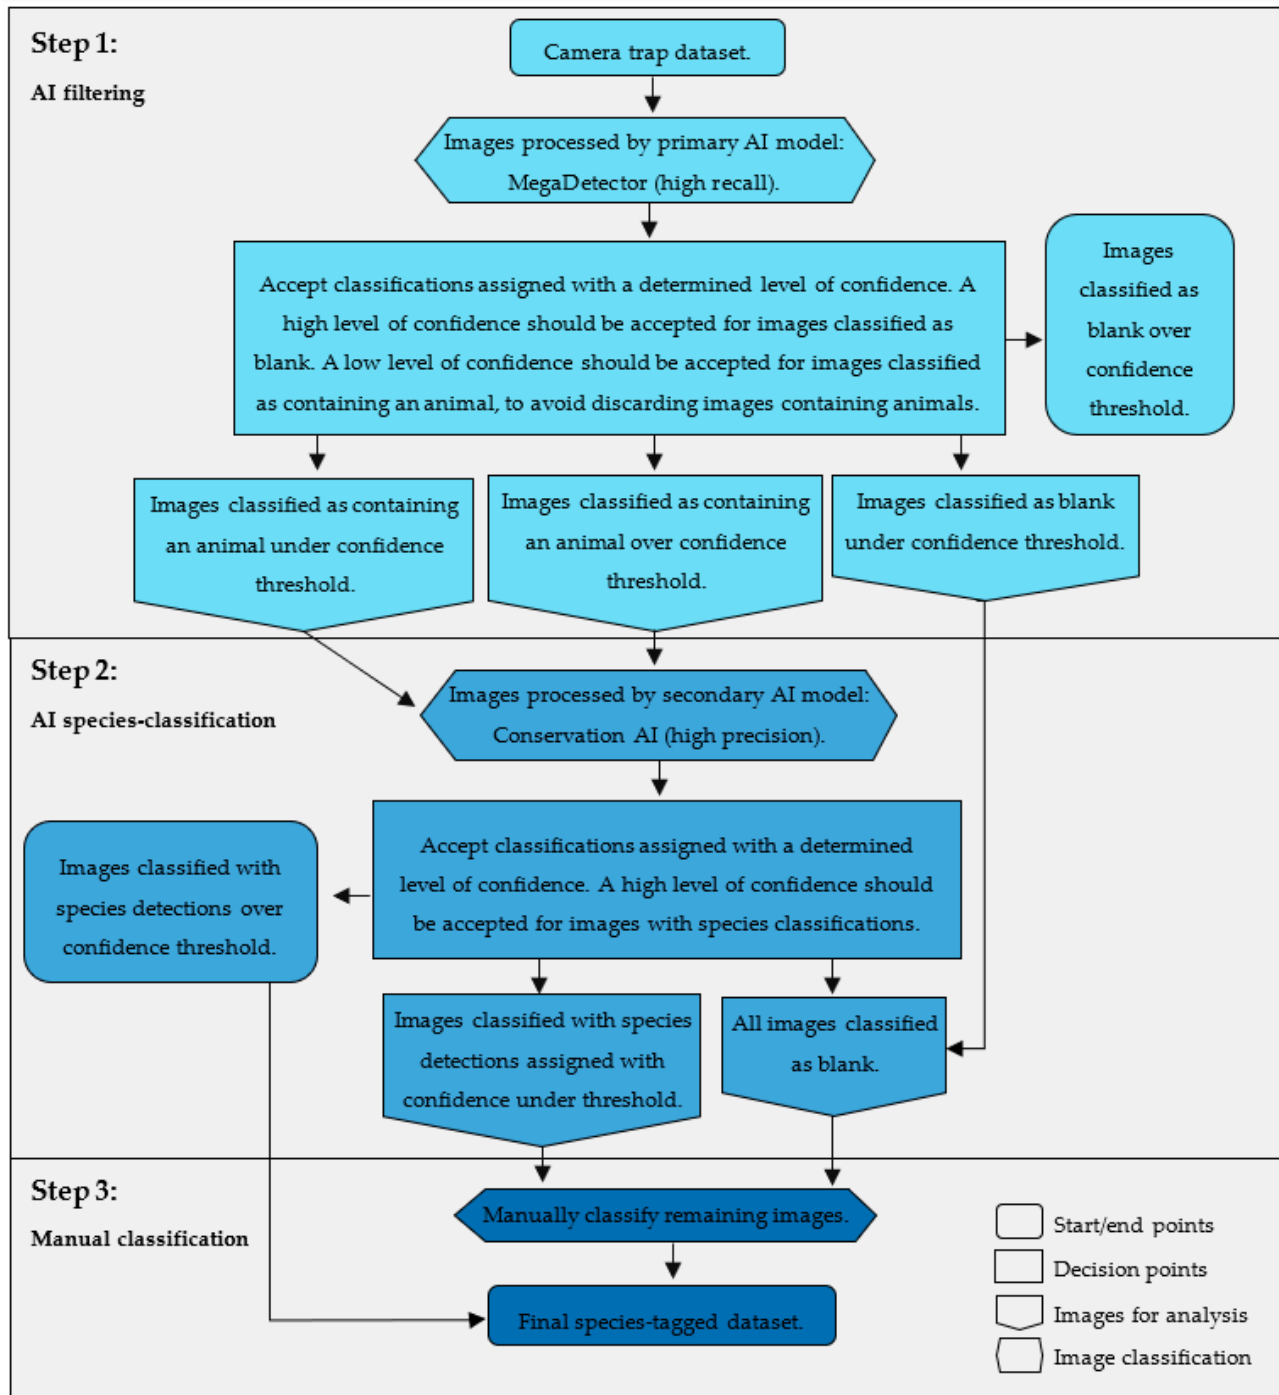 Step 1:
AI filtering
Camera trap dataset.
Images processed by primary AI model:
MegaDetector (high recall).
Accept classifications assigned with a determined level of confidence. A
high level of confidence should be accepted for images classified as
blank. A low level of confidence should be accepted for images classified
as containing an animal, to avoid discarding images containing animals.
Images
classified as
blank over
confidence
threshold.
Images classified as containing
an animal under confidence
threshold.
Images classified as containing
an animal over confidence
threshold.
Images classified as blank
under confidence threshold.
Step 2:
AI species-classification
Images processed by secondary AI model:
Conservation AI (high precision).
Accept classifications assigned with a determined
level of confidence. A high level of confidence should
be accepted for images with species classifications.
Images classified with
species detections over
confidence threshold.
Images classified with species
detections assigned with
confidence under threshold.
All images classified
as blank.
Step 3:
Manual classification
Manually classify remaining images.
Final species-tagged dataset.
Start/end points
Decision points
Images for analysis
Image classification